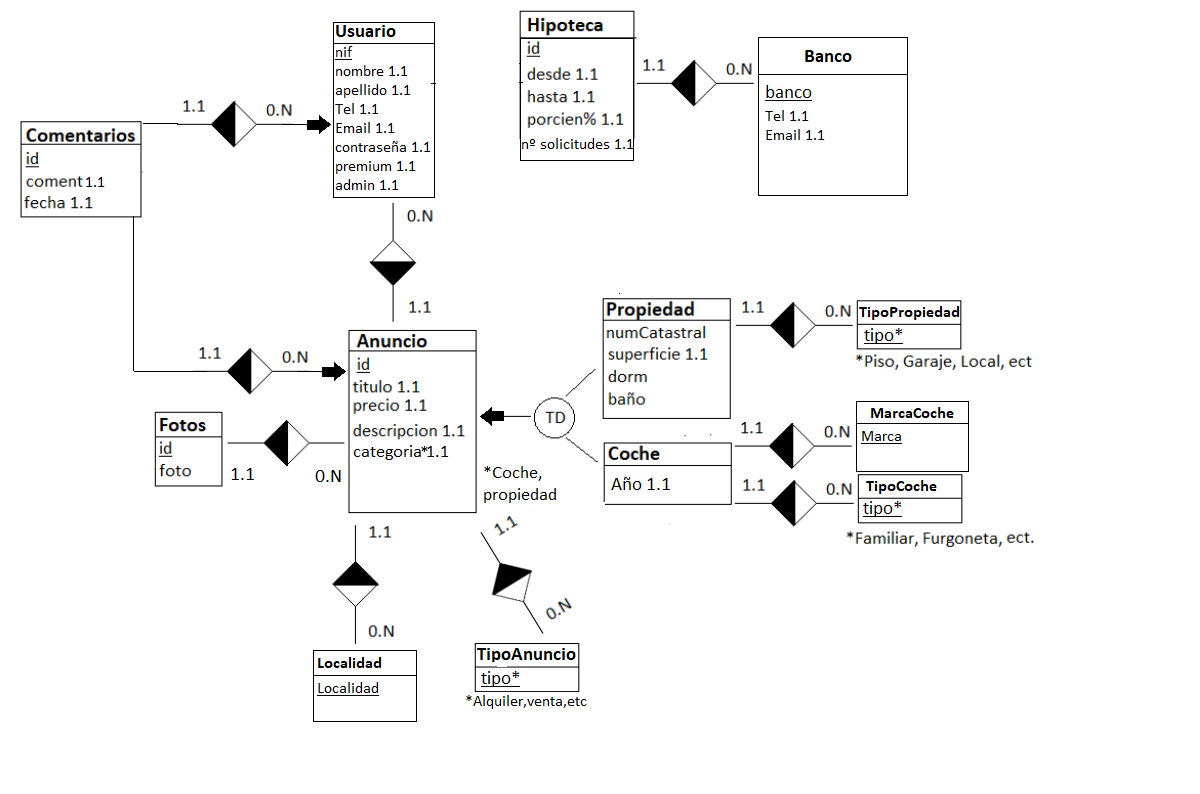 Usuario
nif
nombre 1.1
apellido 1.1
Tel 1.1
Email 1.1
contraseña 1.1
premium 1.1
admin 1.1
Hipoteca
id
desde 1.1
hasta 1.1
porcien% 1.1
nº solicitudes 1.1
1.1
0.N
Banco
banco
Tel 1.1
Email 1.1
1.1
0.N
Comentarios
id
coment 1.1
fecha 1.1
0.N
1.1
1.1
0.N
Anuncio
id
titulo 1.1
precio 1.1
descripcion 1.1
categoria*1.1
*Coche,
propiedad
Fotos
id
foto
1.1
0.N
TD
Propiedad
numCatastral
superficie 1.1
dorm
baño
1.1
0.N
TipoPropiedad
tipo*
*Piso, Garaje, Local, ect
Coche
Año 1.1
1.1
0.N
MarcaCoche
Marca
1.1
0.N
TipoCoche
tipo*
*Familiar, Furgoneta, ect.
1.1
0.N
Localidad
Localidad
1.1
0.N
TipoAnuncio
tipo*
*Alquiler,venta,etc